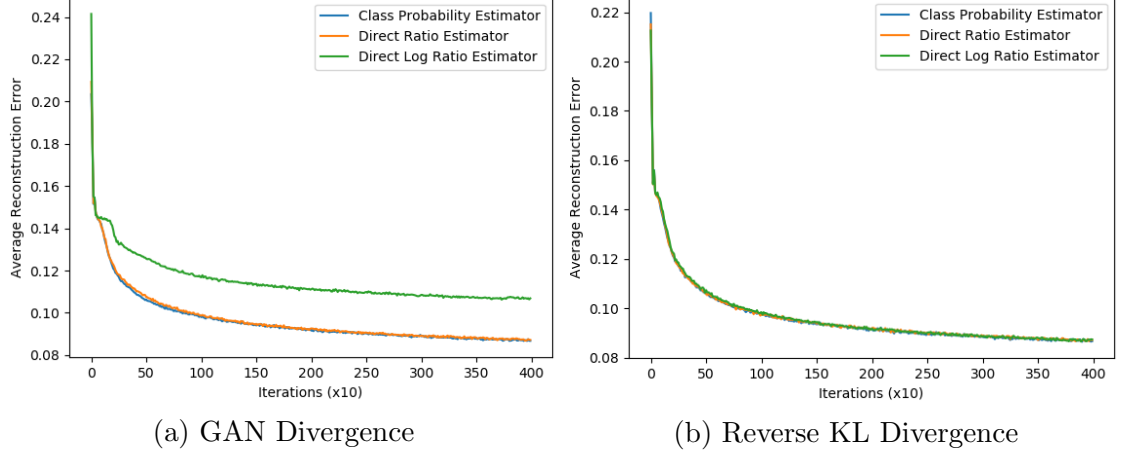 Class Probability Estimator
Direct Ratio Estimator
Direct Log Ratio Estimator
Average Reconstruction Error
0.24
0.22
0.20
0.18
0.16
0.14
0.12
0.10
0.08
0 50 100 150 200 250 300 350 400
Iterations (x10)
(a) GAN Divergence
Class Probability Estimator
Direct Ratio Estimator
Direct Log Ratio Estimator
Average Reconstruction Error
0.22
0.20
0.18
0.16
0.14
0.12
0.10
0.08
0 50 100 150 200 250 300 350 400
Iterations (x10)
(b) Reverse KL Divergence